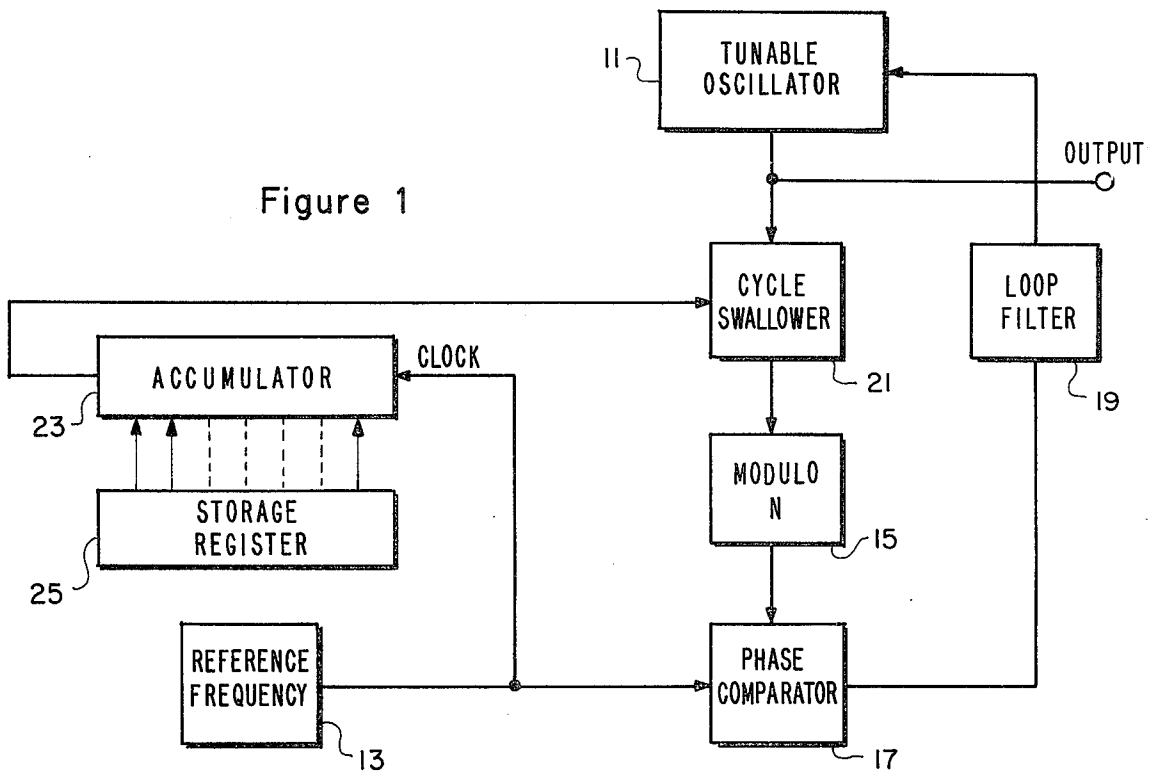 TUNABLE
OSCILLATOR
11
OUTPUT
Figure 1
CYCLE
SWALLOWER
21
LOOP
FILTER
19
ACCUMULATOR
23
CLOCK
MODULO
N
15
STORAGE
REGISTER
25
REFERENCE
FREQUENCY
13
PHASE
COMPARATOR
17